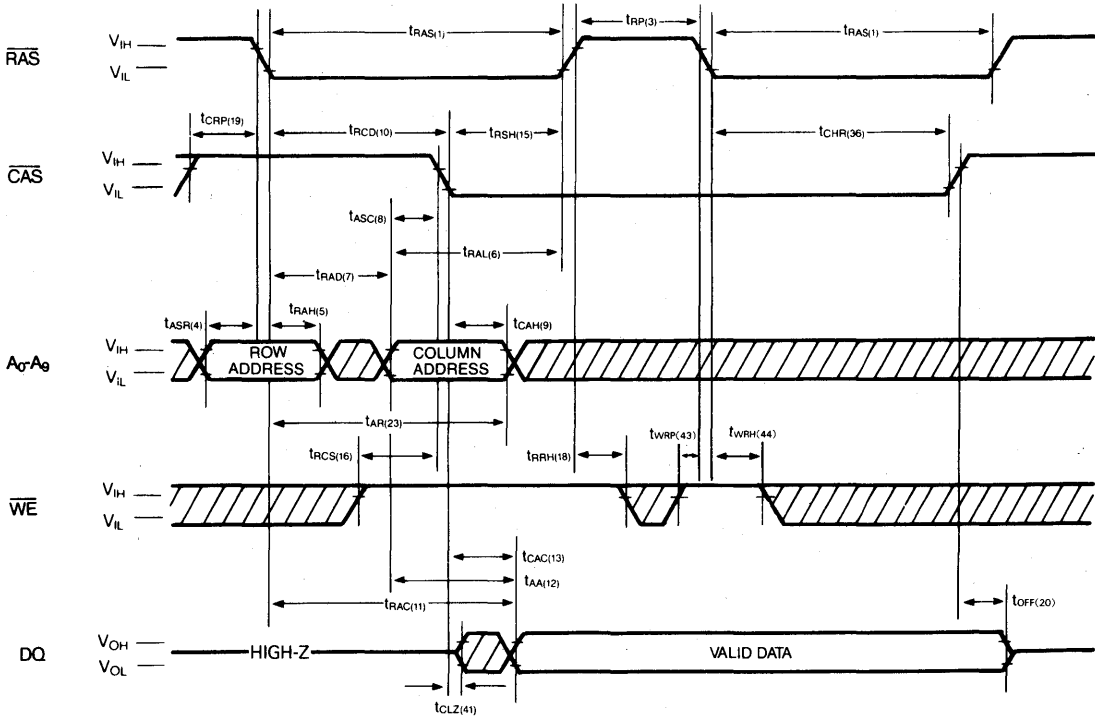 tRAS(1) tRP(3) tRAS(1)
RAS
VIH
VIL
tCRP(19) tRCD(10) tRSH(15) tCHR(36)
CAS
VIH
VIL
tASC(8)
tRAL(6)
tRAD(7)
tASR(4) tRAH(5) tCAH(9)
A0-A9
VIH
VIL
ROW
ADDRESS
COLUMN
ADDRESS
tAR(23)
tRCS(16) tRRH(18) tWRP(43) tWRH(44)
WE
VIH
VIL
tCAC(13)
tAA(12)
tRAC(11)
tOFF(20)
DQ
VOH
VOL
HIGH-Z
VALID DATA
tCLZ(41)